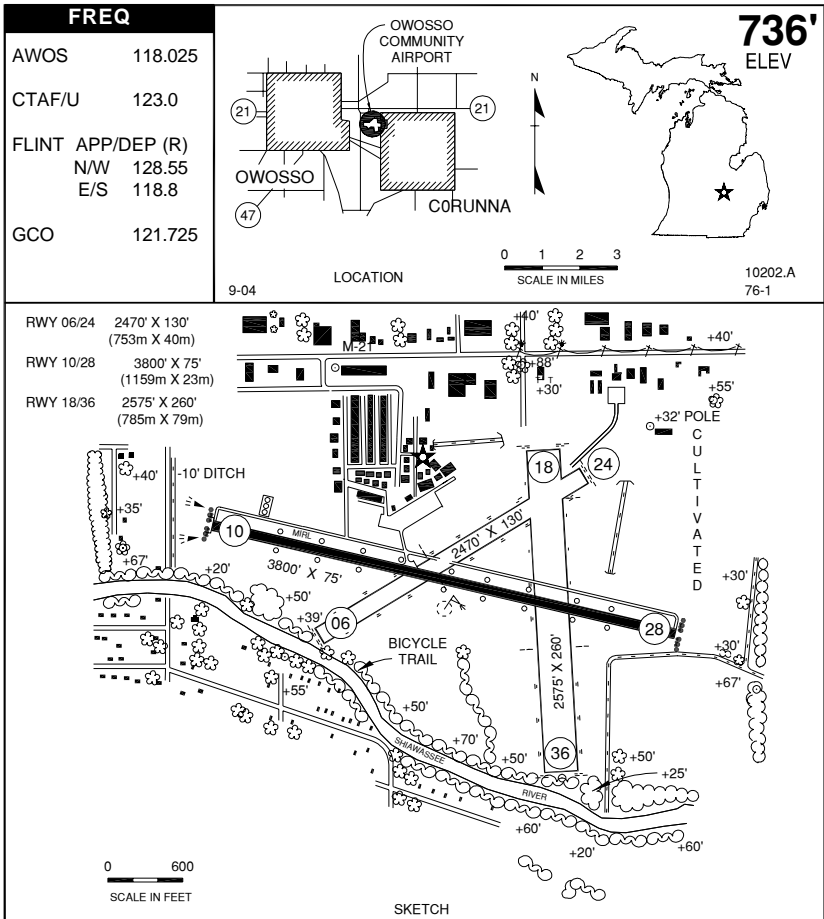 FREQ
AWOS 118.025
CTAF/U 123.0
FLINT APP/DEP (R)
N/W 128.55
E/S 118.8
GCO 121.725
OWOSSO
COMMUNITY
AIRPORT
21
21
OWOSSO
47
C0RUNNA
N
0 1 2 3
SCALE IN MILES
LOCATION
9-04
736'
ELEV
10202.A
76-1
RWY 06/24 2470' X 130'
(753m X 40m)
RWY 10/28 3800' X 75'
(1159m X 23m)
RWY 18/36 2575' X 260'
(785m X 79m)
M-21
+40'
+40'
+88'
+30'
+55'
+32' POLE
CULTIVATED
-10' DITCH
+40'
+35'
+67'
+20'
+50'
+39'
+55'
18
24
10
MIRL
2470' X 130'
3800' X 75'
06
28
2575' X 260'
36
BICYCLE
TRAIL
+30'
+30'
+67'
+50'
+70'
+50'
+50'
+25'
SHIAWASSEE
RIVER
+60'
+20'
+60'
0 600
SCALE IN FEET
SKETCH